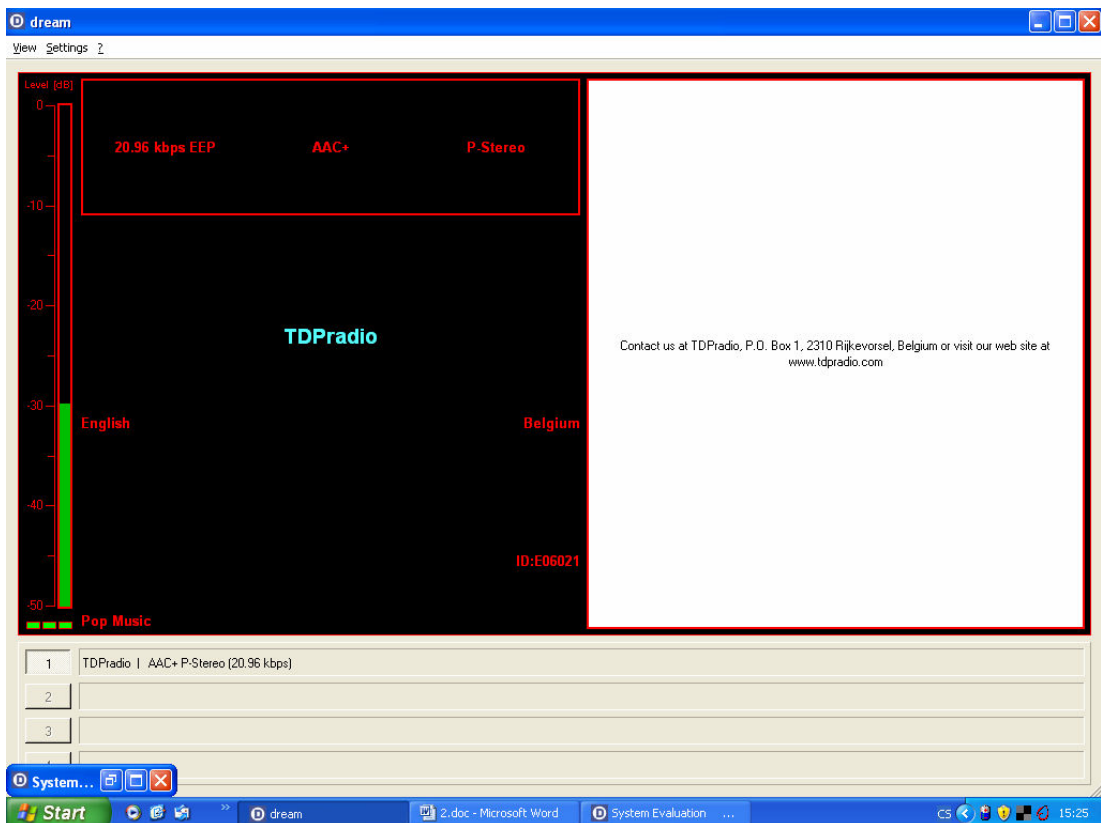 dream
View Settings ?
Level [dB]
0
-10
-20
-30
-40
-50
20.96 kbps EEP AAC+ P-Stereo
TDPradio
English Belgium
ID:E06021
Pop Music
Contact us at TDPradio, P.O. Box 1, 2310 Rijkevorsel, Belgium or visit our web site at
www.tdpradio.com
1 TDPradio | AAC+ P-Stereo (20.96 kbps)
2
3
System...
Start » dream 2.doc - Microsoft Word System Evaluation ... CS 15:25